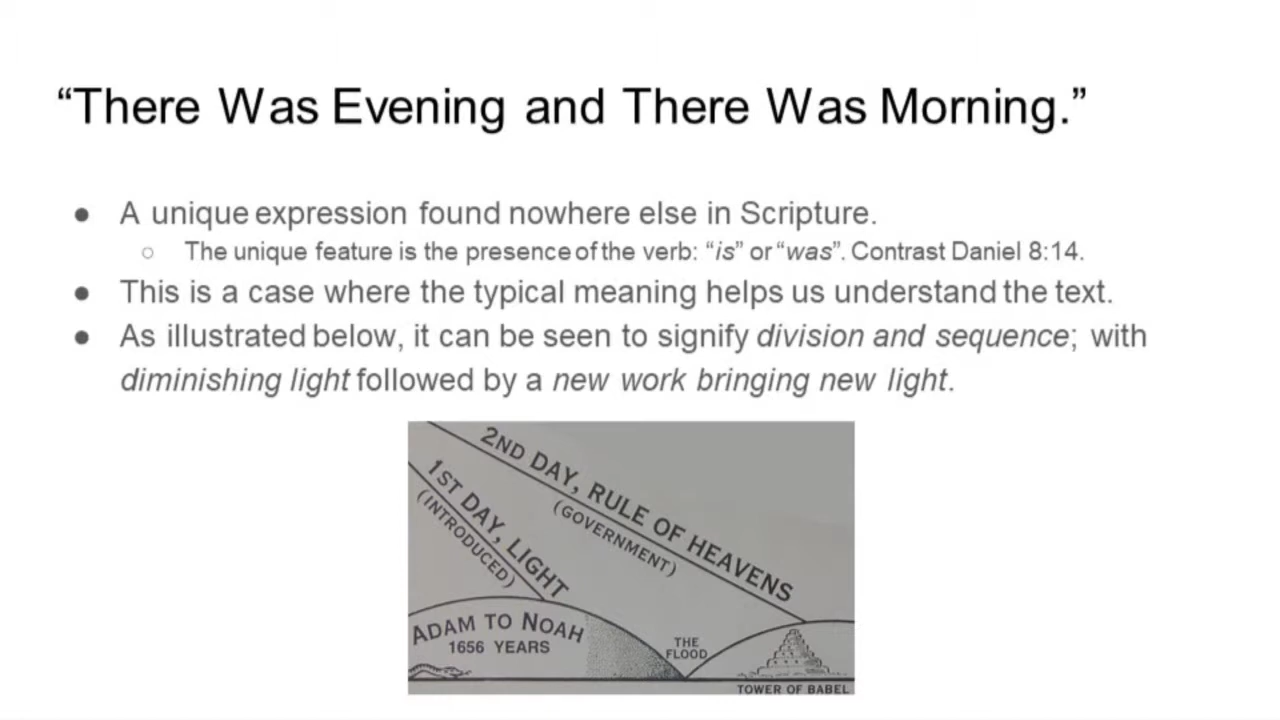 “There Was Evening and There Was Morning.”
● A unique expression found nowhere else in Scripture.
○ The unique feature is the presence of the verb: “is” or “was”. Contrast Daniel 8:14.
● This is a case where the typical meaning helps us understand the text.
● As illustrated below, it can be seen to signify division and sequence; with
diminishing light followed by a new work bringing new light.
2ND DAY, RULE OF HEAVENS
(GOVERNMENT)
1ST DAY, LIGHT
(INTRODUCED)
ADAM TO NOAH
1656 YEARS
THE
FLOOD
TOWER OF BABEL